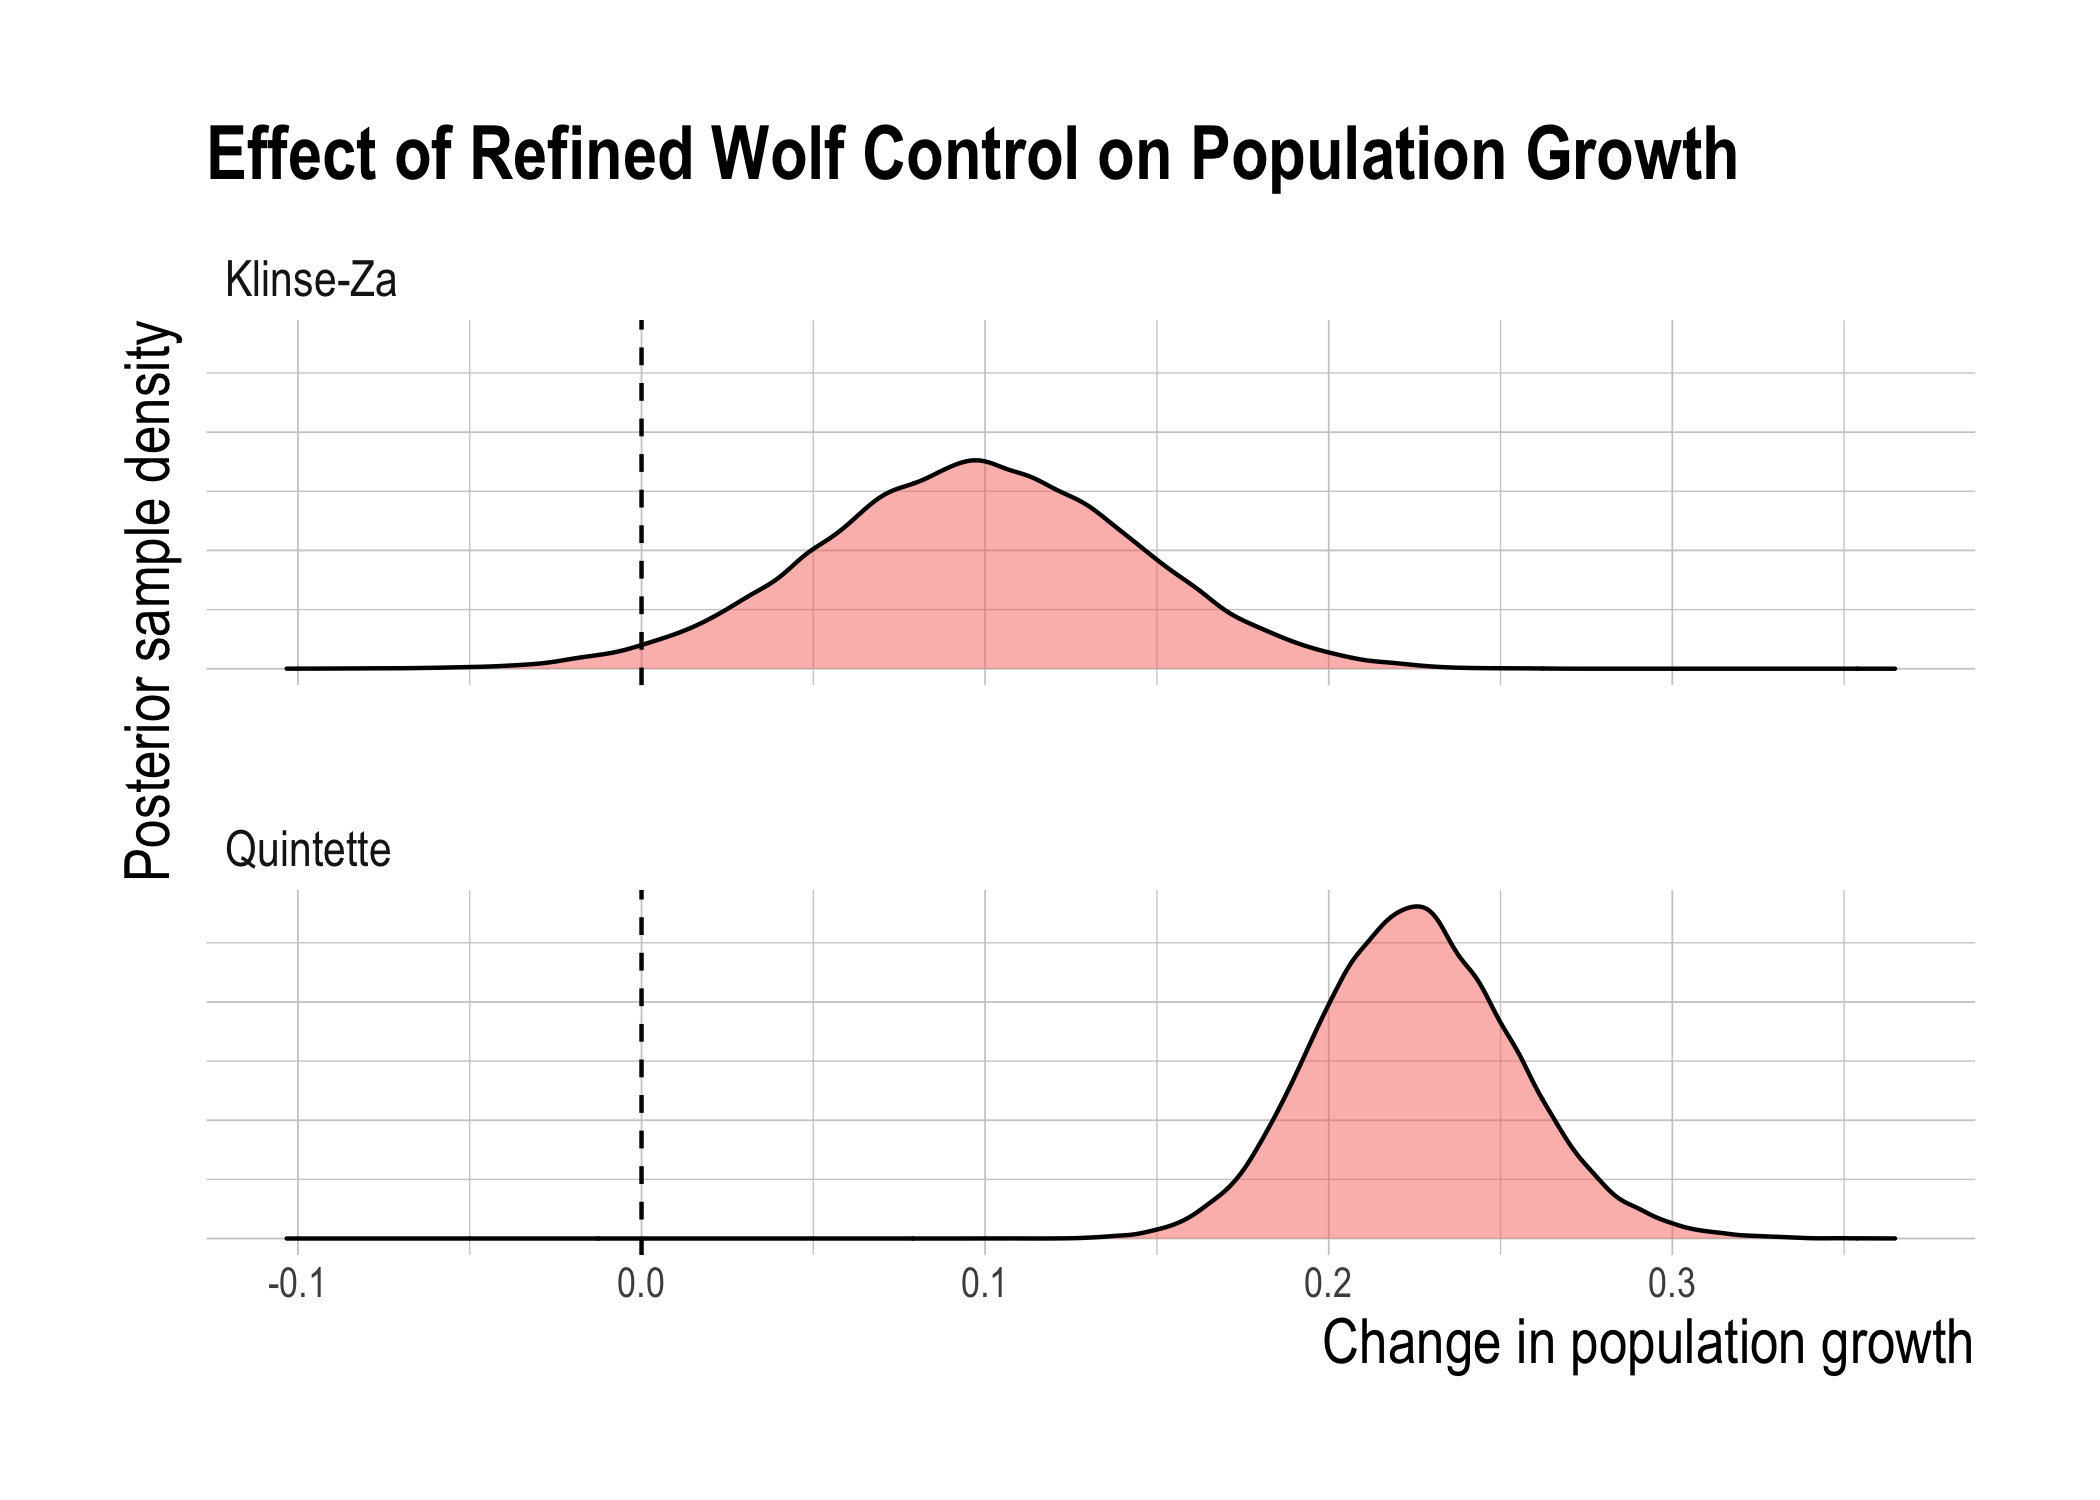 Effect of Refined Wolf Control on Population Growth
Klinse-Za
Posterior sample density
Quintette
-0.1 0.0 0.1 0.2 0.3
Change in population growth